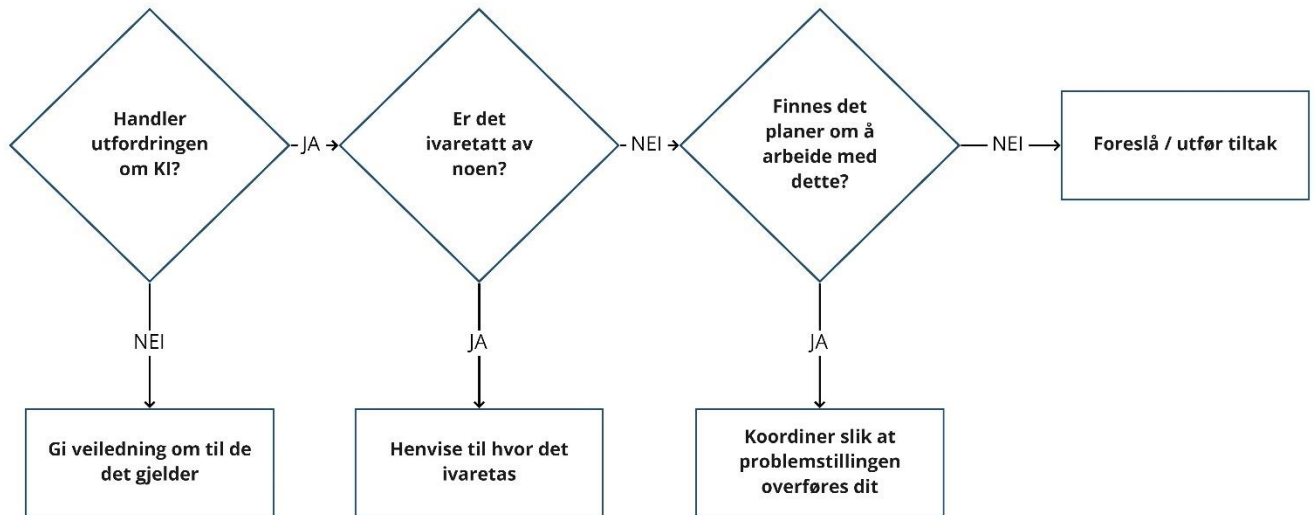 Handler
utfordringen
om KI?
JA
Er det
ivaretatt av
noen?
NEI
Finnes det
planer om å
arbeide med
dette?
NEI
Foreslå / utfør tiltak
NEI
JA
JA
Gi veiledning om til de
det gjelder
Henvise til hvor det
ivaretas
Koordiner slik at
problemstillingen
overføres dit